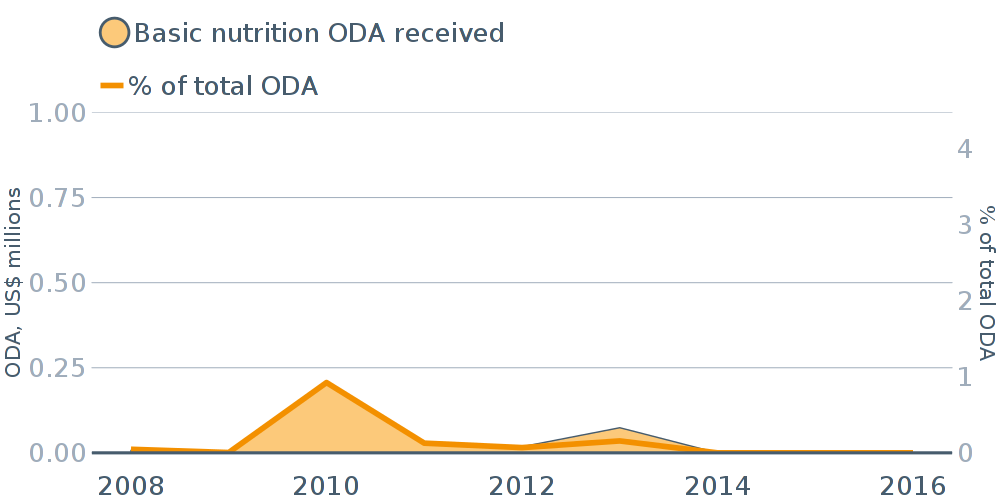 Basic nutrition ODA received
% of total ODA
1.00
0.75
0.50
0.25
0.00
ODA, US$ millions
4
3
2
1
0
% of total ODA
2008 2010 2012 2014 2016